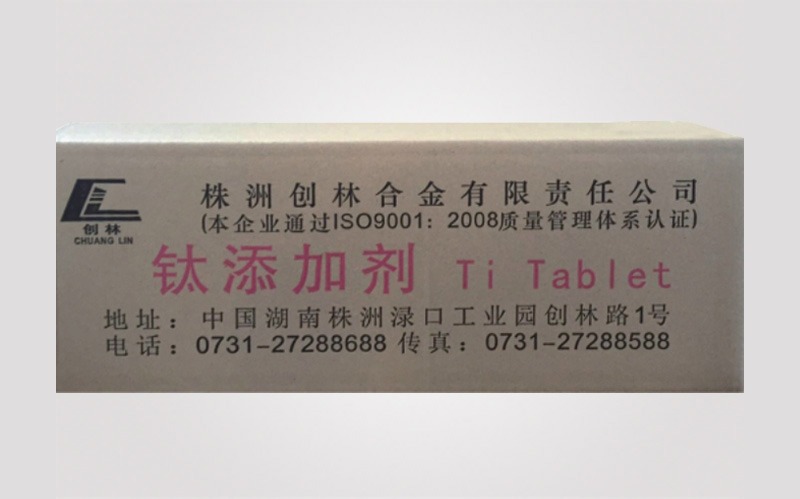 创林
CHUANG LIN
株洲创林合金有限责任公司
(本企业通过ISO9001：2008质量管理体系认证)
钛添加剂 Ti Tablet
地址：中国湖南株洲渌口工业园创林路1号
电话：0731-27288688 传真：0731-27288588